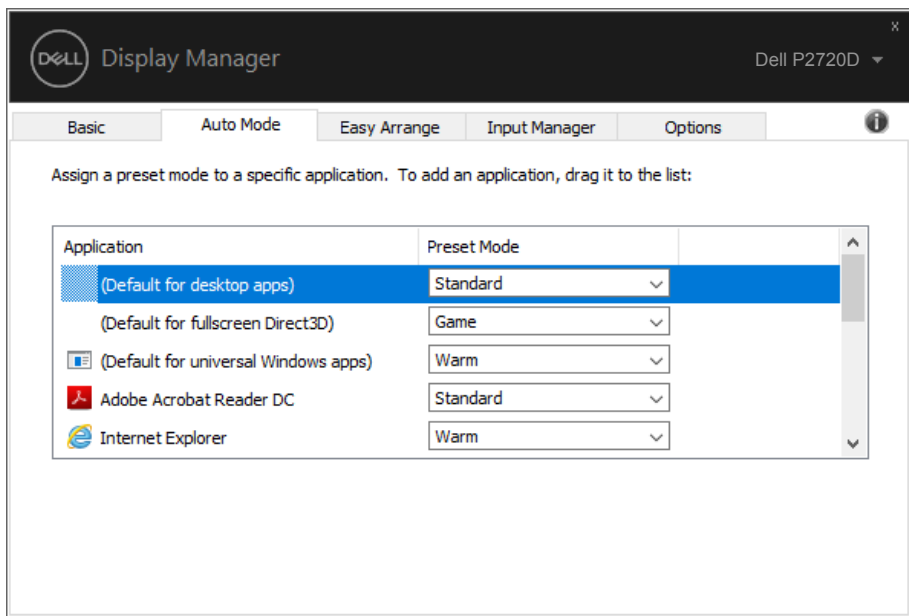 x
DELL Display Manager Dell P2720D
Basic Auto Mode Easy Arrange Input Manager Options
Assign a preset mode to a specific application. To add an application, drag it to the list:
Application Preset Mode
(Default for desktop apps) Standard
(Default for fullscreen Direct3D) Game
(Default for universal Windows apps) Warm
Adobe Acrobat Reader DC Standard
Internet Explorer Warm